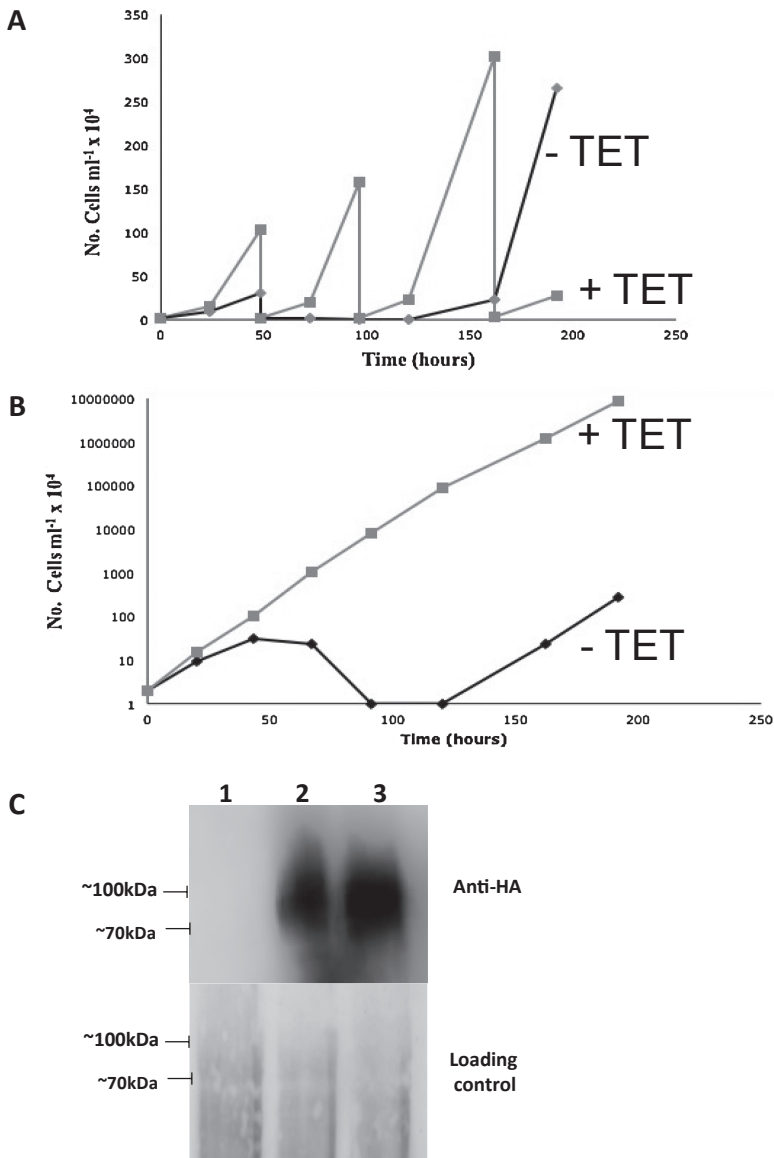 A
350
300
250
200
150
100
50
0
No. Cells ml⁻¹ x 10⁴
0 50 100 150 200 250
Time (hours)
- TET
+ TET
B
10000000
1000000
100000
10000
1000
100
10
1
No. Cells ml⁻¹ x 10⁴
0 50 100 150 200 250
Time (hours)
+ TET
- TET
C
1 2 3
~100kDa
~70kDa
Anti-HA
~100kDa
~70kDa
Loading
control